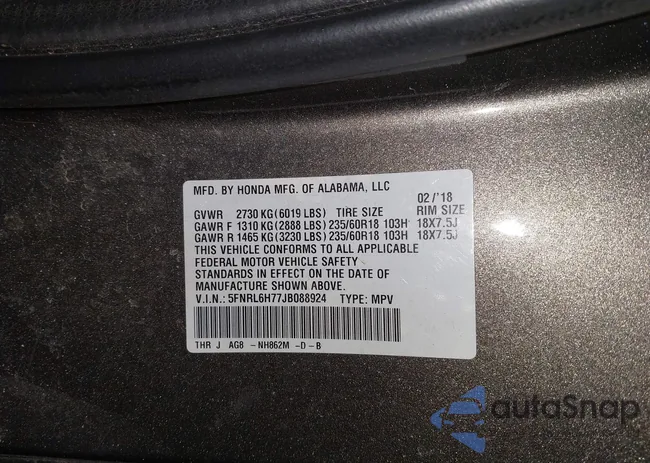 MFD. BY HONDA MFG. OF ALABAMA, LLC
02/'18
GVWR 2730 KG (6019 LBS) TIRE SIZE RIM SIZE
GAWR F 1310 KG (2888 LBS) 235/60R18 103H 18X7.5J
GAWR R 1465 KG (3230 LBS) 235/60R18 103H 18X7.5J
THIS VEHICLE CONFORMS TO ALL APPLICABLE
FEDERAL MOTOR VEHICLE SAFETY
STANDARDS IN EFFECT ON THE DATE OF
MANUFACTURE SHOWN ABOVE.
V.I.N.: 5FNRL6H77JB088924 TYPE: MPV
THR J AG8 -NH862M -D-B
autoSnap